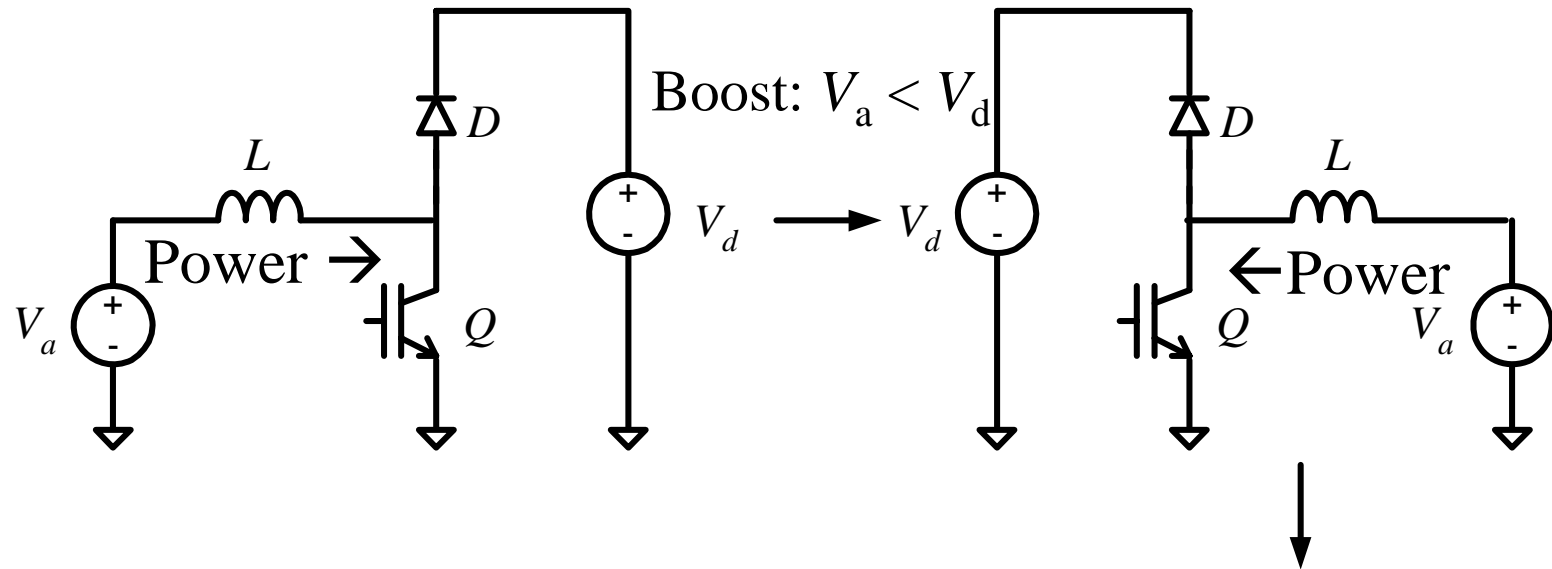 Boost: Va < Vd
D
D
L
L
+
+
Vd
Vd
-
-
Power →
←Power
+
+
Va
Q
Q
Va
-
-